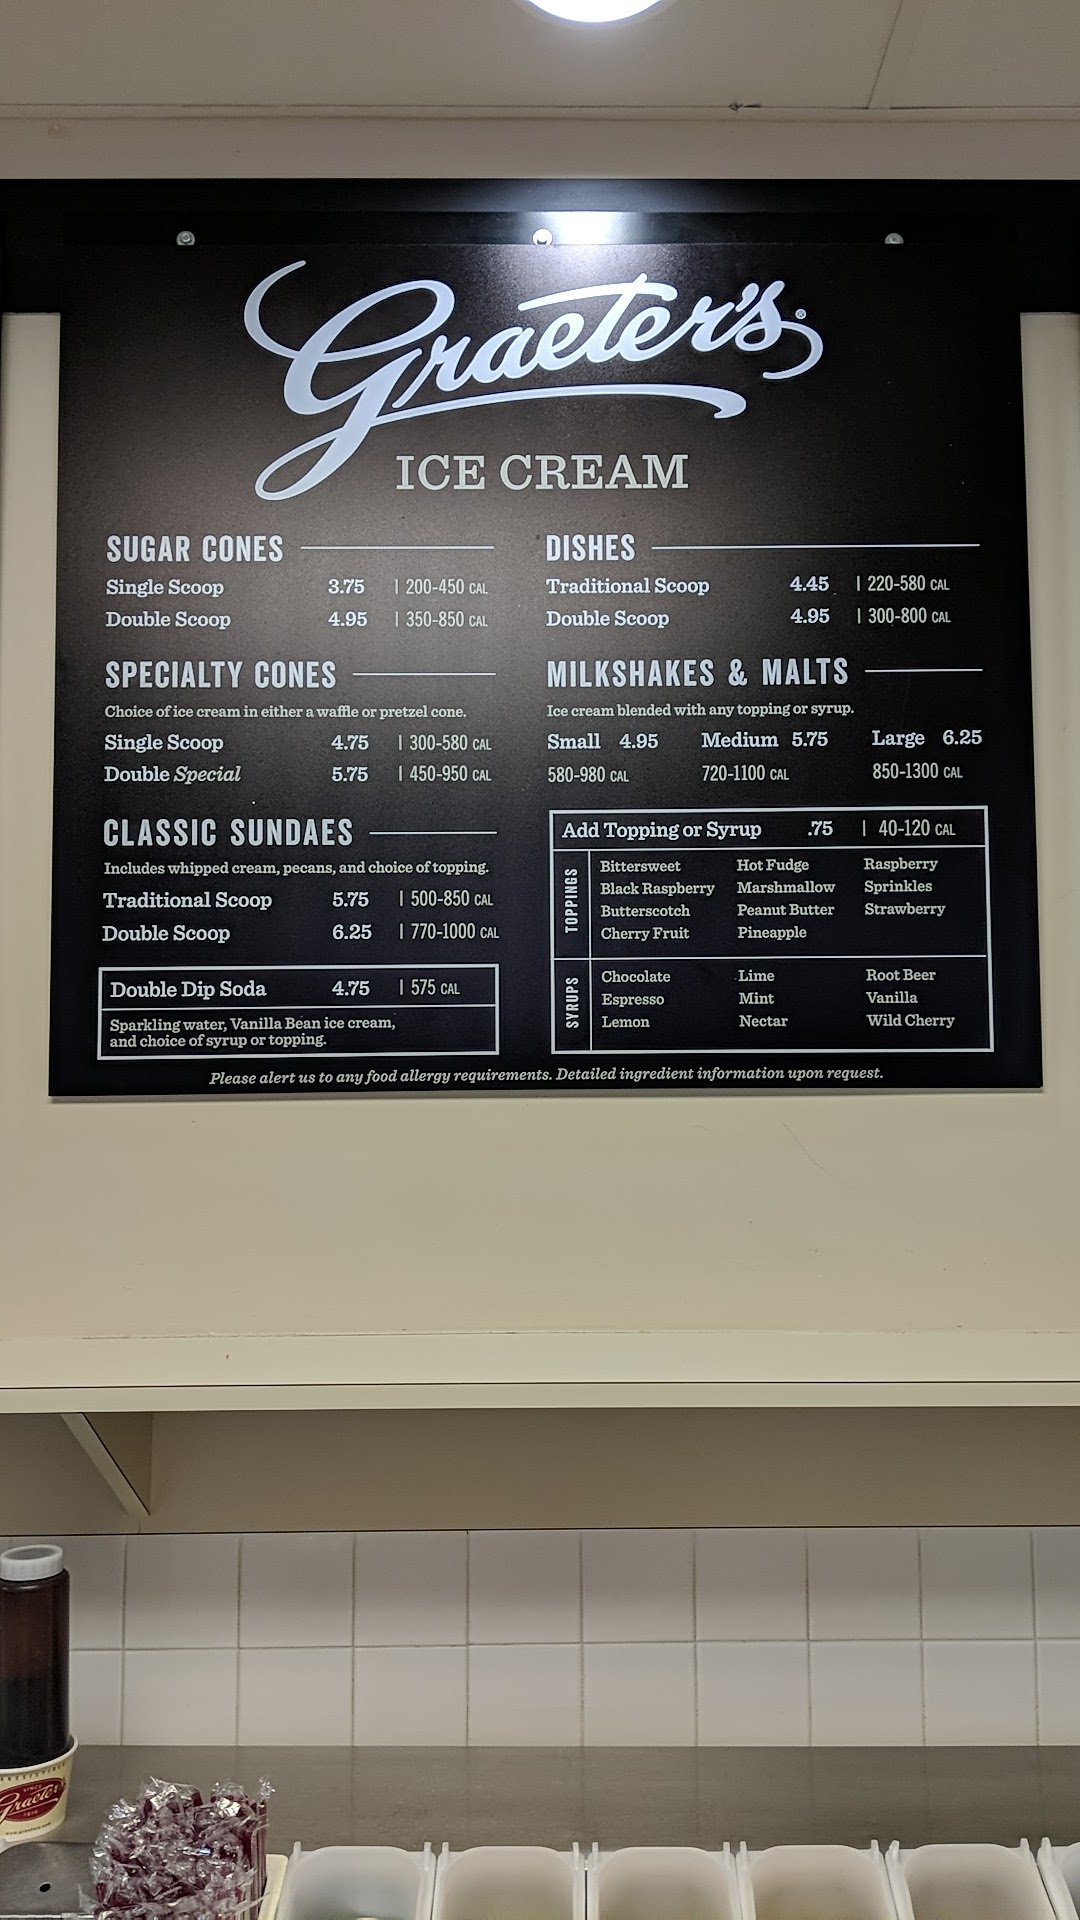 Graeter's®
ICE CREAM
SUGAR CONES
Single Scoop 3.75 | 200-450 CAL
Double Scoop 4.95 | 350-850 CAL
SPECIALTY CONES
Choice of ice cream in either a waffle or pretzel cone.
Single Scoop 4.75 | 300-580 CAL
Double Special 5.75 | 450-950 CAL
CLASSIC SUNDAES
Includes whipped cream, pecans, and choice of topping.
Traditional Scoop 5.75 | 500-850 CAL
Double Scoop 6.25 | 770-1000 CAL
Double Dip Soda 4.75 | 575 CAL
Sparkling water, Vanilla Bean ice cream,
and choice of syrup or topping.
DISHES
Traditional Scoop 4.45 | 220-580 CAL
Double Scoop 4.95 | 300-800 CAL
MILKSHAKES & MALTS
Ice cream blended with any topping or syrup.
Small 4.95 Medium 5.75 Large 6.25
580-980 CAL 720-1100 CAL 850-1300 CAL
Add Topping or Syrup .75 | 40-120 CAL
TOPPINGS
Bittersweet Hot Fudge Raspberry
Black Raspberry Marshmallow Sprinkles
Butterscotch Peanut Butter Strawberry
Cherry Fruit Pineapple
SYRUPS
Chocolate Lime Root Beer
Espresso Mint Vanilla
Lemon Nectar Wild Cherry
Please alert us to any food allergy requirements. Detailed ingredient information upon request.
SINCE
Graeter's
1870